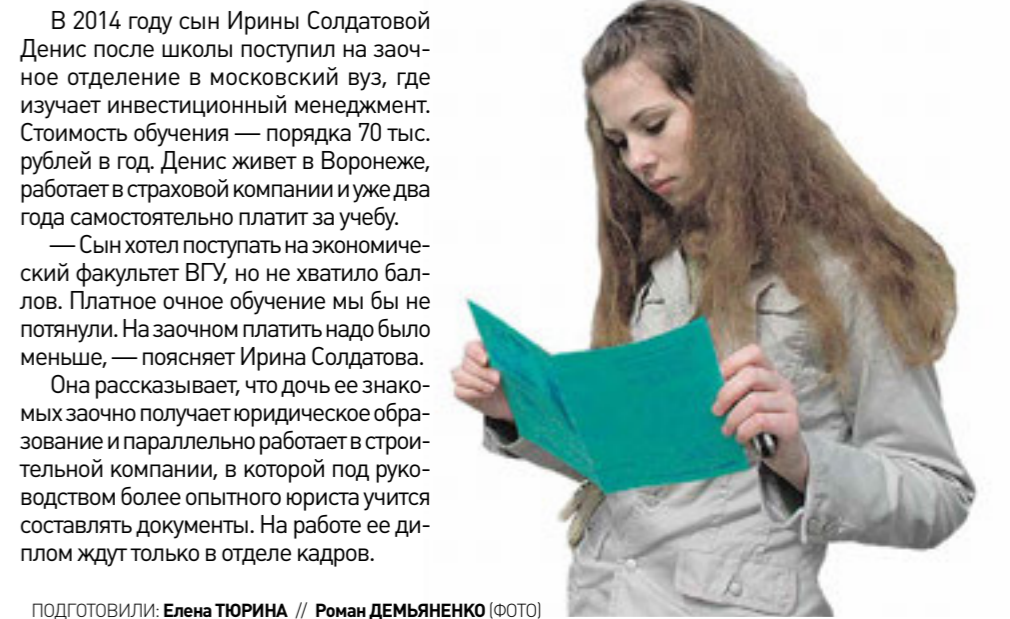 В 2014 году сын Ирины Солдатовой
Денис после школы поступил на заоч-
ное отделение в московский вуз, где
изучает инвестиционный менеджмент.
Стоимость обучения — порядка 70 тыс.
рублей в год. Денис живет в Воронеже,
работает в страховой компании и уже два
года самостоятельно платит за учебу.
— Сын хотел поступать на экономиче-
ский факультет ВГУ, но не хватило бал-
лов. Платное очное обучение мы бы не
потянули. На заочном платить надо было
меньше, — поясняет Ирина Солдатова.
Она рассказывает, что дочь ее знако-
мых заочно получает юридическое обра-
зование и параллельно работает в строи-
тельной компании, в которой под руко-
водством более опытного юриста учится
составлять документы. На работе ее ди-
плом ждут только в отделе кадров.
ПОДГОТОВИЛИ: Елена ТЮРИНА // Роман ДЕМЬЯНЕНКО (ФОТО)